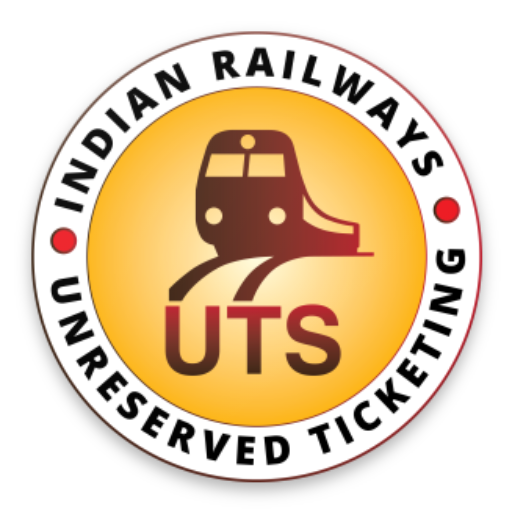 INDIAN RAILWAYS
UTS
UNRESERVED TICKETING